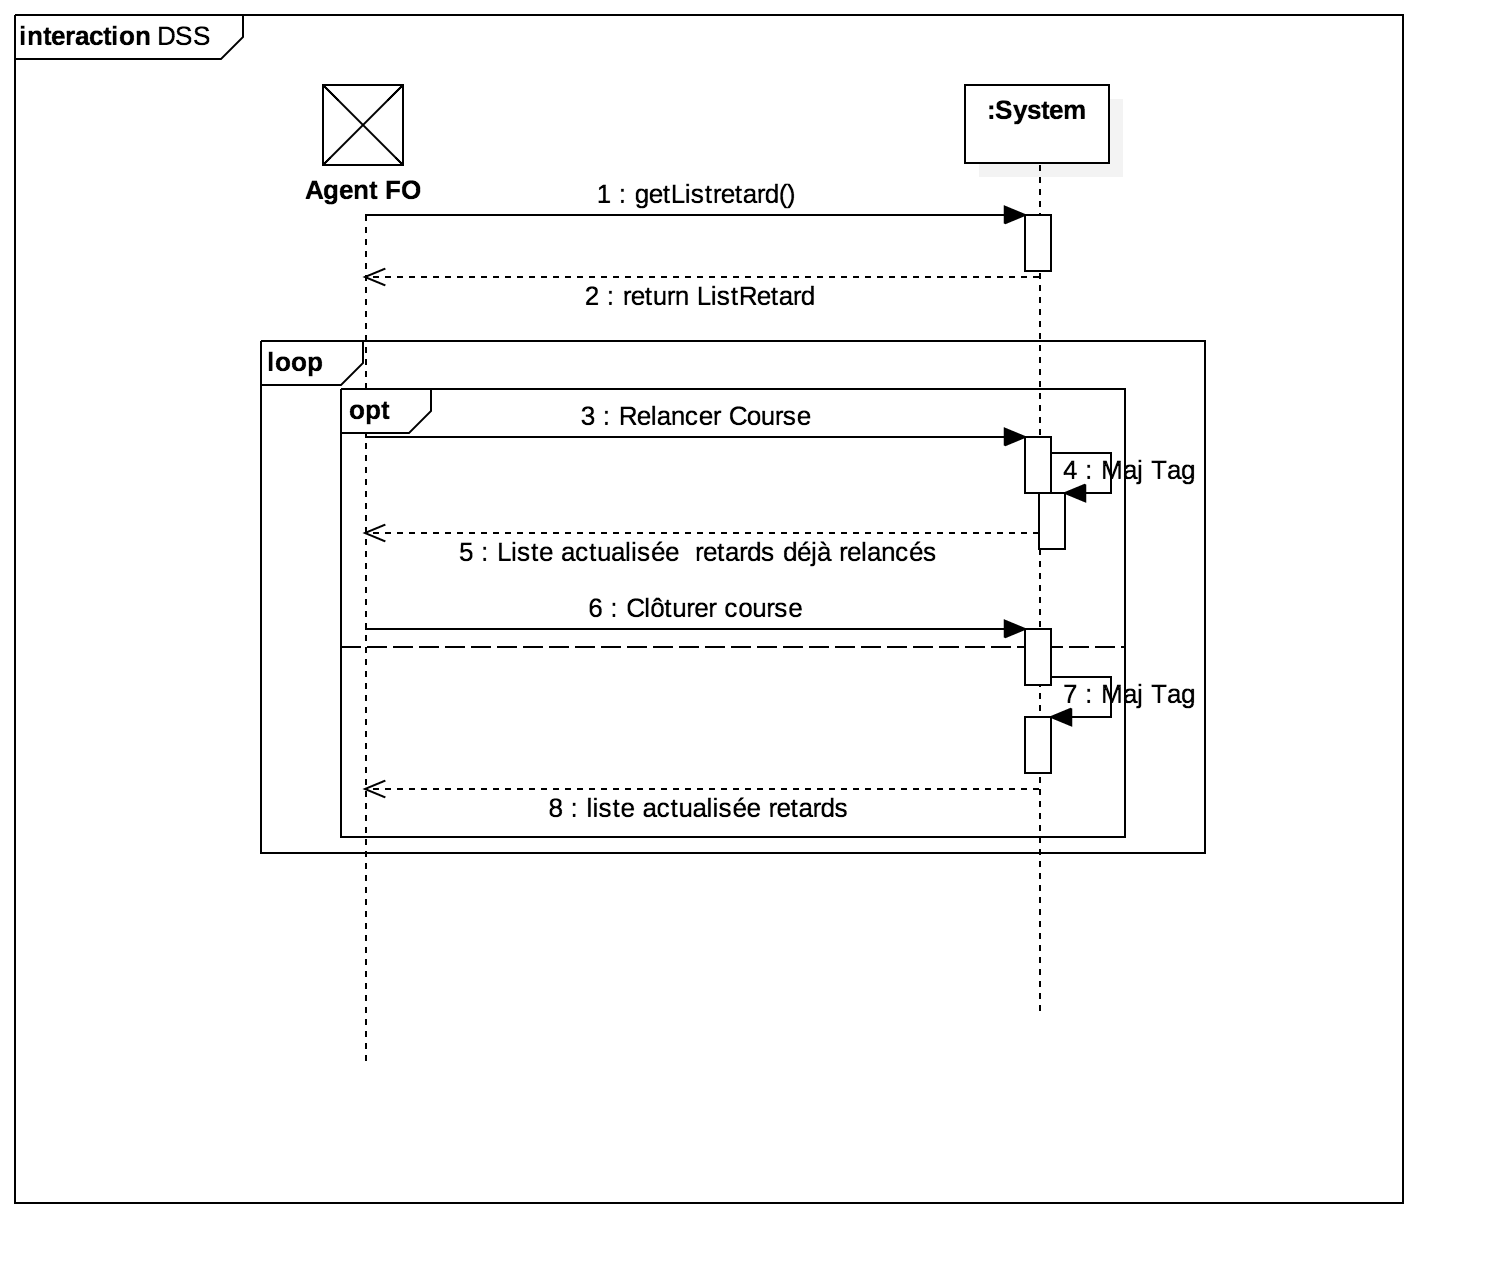 interaction DSS
:System
Agent FO
1 : getListretard()
2 : return ListRetard
loop
opt
3 : Relancer Course
4 : Maj Tag
5 : Liste actualisée  retards déjà relancés
6 : Clôturer course
7 : Maj Tag
8 : liste actualisée retards